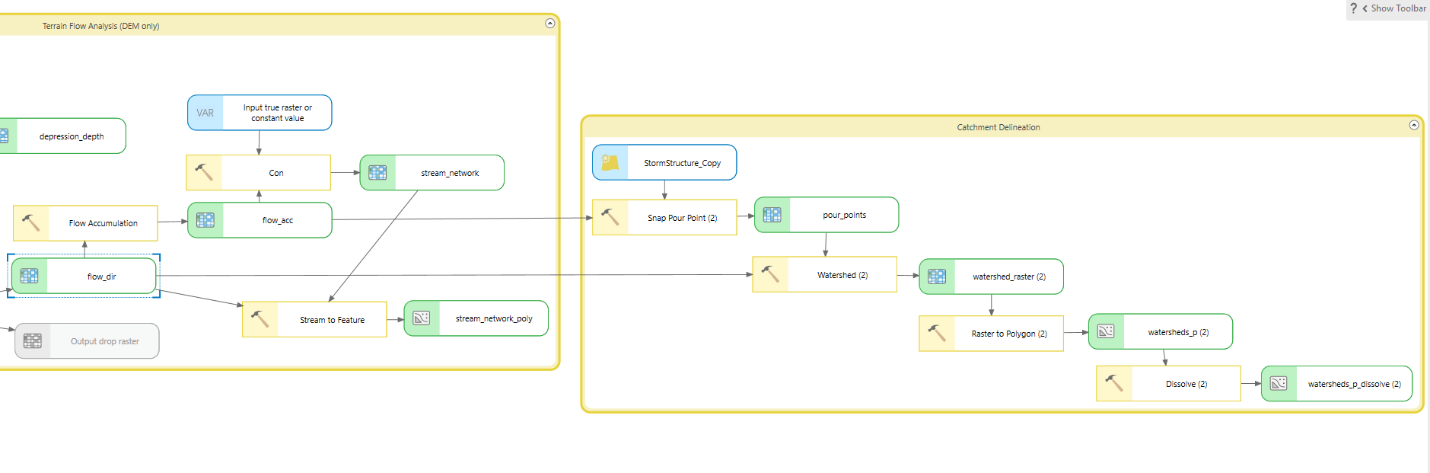 ? < Show Toolbar
Terrain Flow Analysis (DEM only)
VAR
Input true raster or
constant value
depression_depth
Con
stream_network
Flow Accumulation
flow_acc
flow_dir
Stream to Feature
stream_network_poly
Output drop raster
Catchment Delineation
StormStructure_Copy
Snap Pour Point (2)
pour_points
Watershed (2)
watershed_raster (2)
Raster to Polygon (2)
watersheds_p (2)
Dissolve (2)
watersheds_p_dissolve (2)